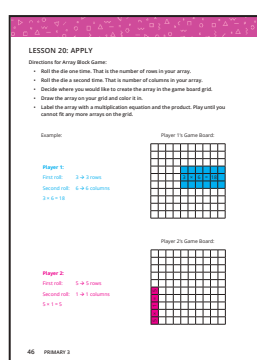 LESSON 20: APPLY
Directions for Array Block Game:
• Roll the die one time. That is the number of rows in your array.
• Roll the die a second time. That is number of columns in your array.
• Decide where you would like to create the array in the game board grid.
• Draw the array on your grid and color it in.
• Label the array with a multiplication equation and the product. Play until you
cannot fit any more arrays on the grid.
Example:
Player 1's Game Board:
Player 1:
First roll: 3 → 3 rows
Second roll: 6 → 6 columns
3 × 6 = 18
3 × 6 = 18
Player 2's Game Board:
Player 2:
First roll: 5 → 5 rows
Second roll: 1 → 1 columns
5 × 1 = 5
46 PRIMARY 3